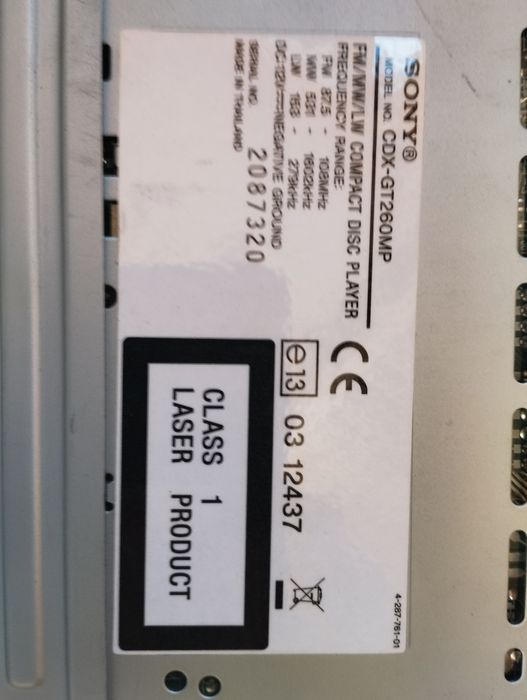 SONY®
MODEL NO. CDX-GT260MP
FM/MW/LW COMPACT DISC PLAYER
FREQUENCY RANGE:
FM 87.5 - 108MHz
MW 531 - 1602kHz
LW 153 - 279kHz
DC 12V NEGATIVE GROUND
SERIAL NO. 2087320
MADE IN THAILAND
CE
e13 03 12437
CLASS 1
LASER PRODUCT
4-287-761-01